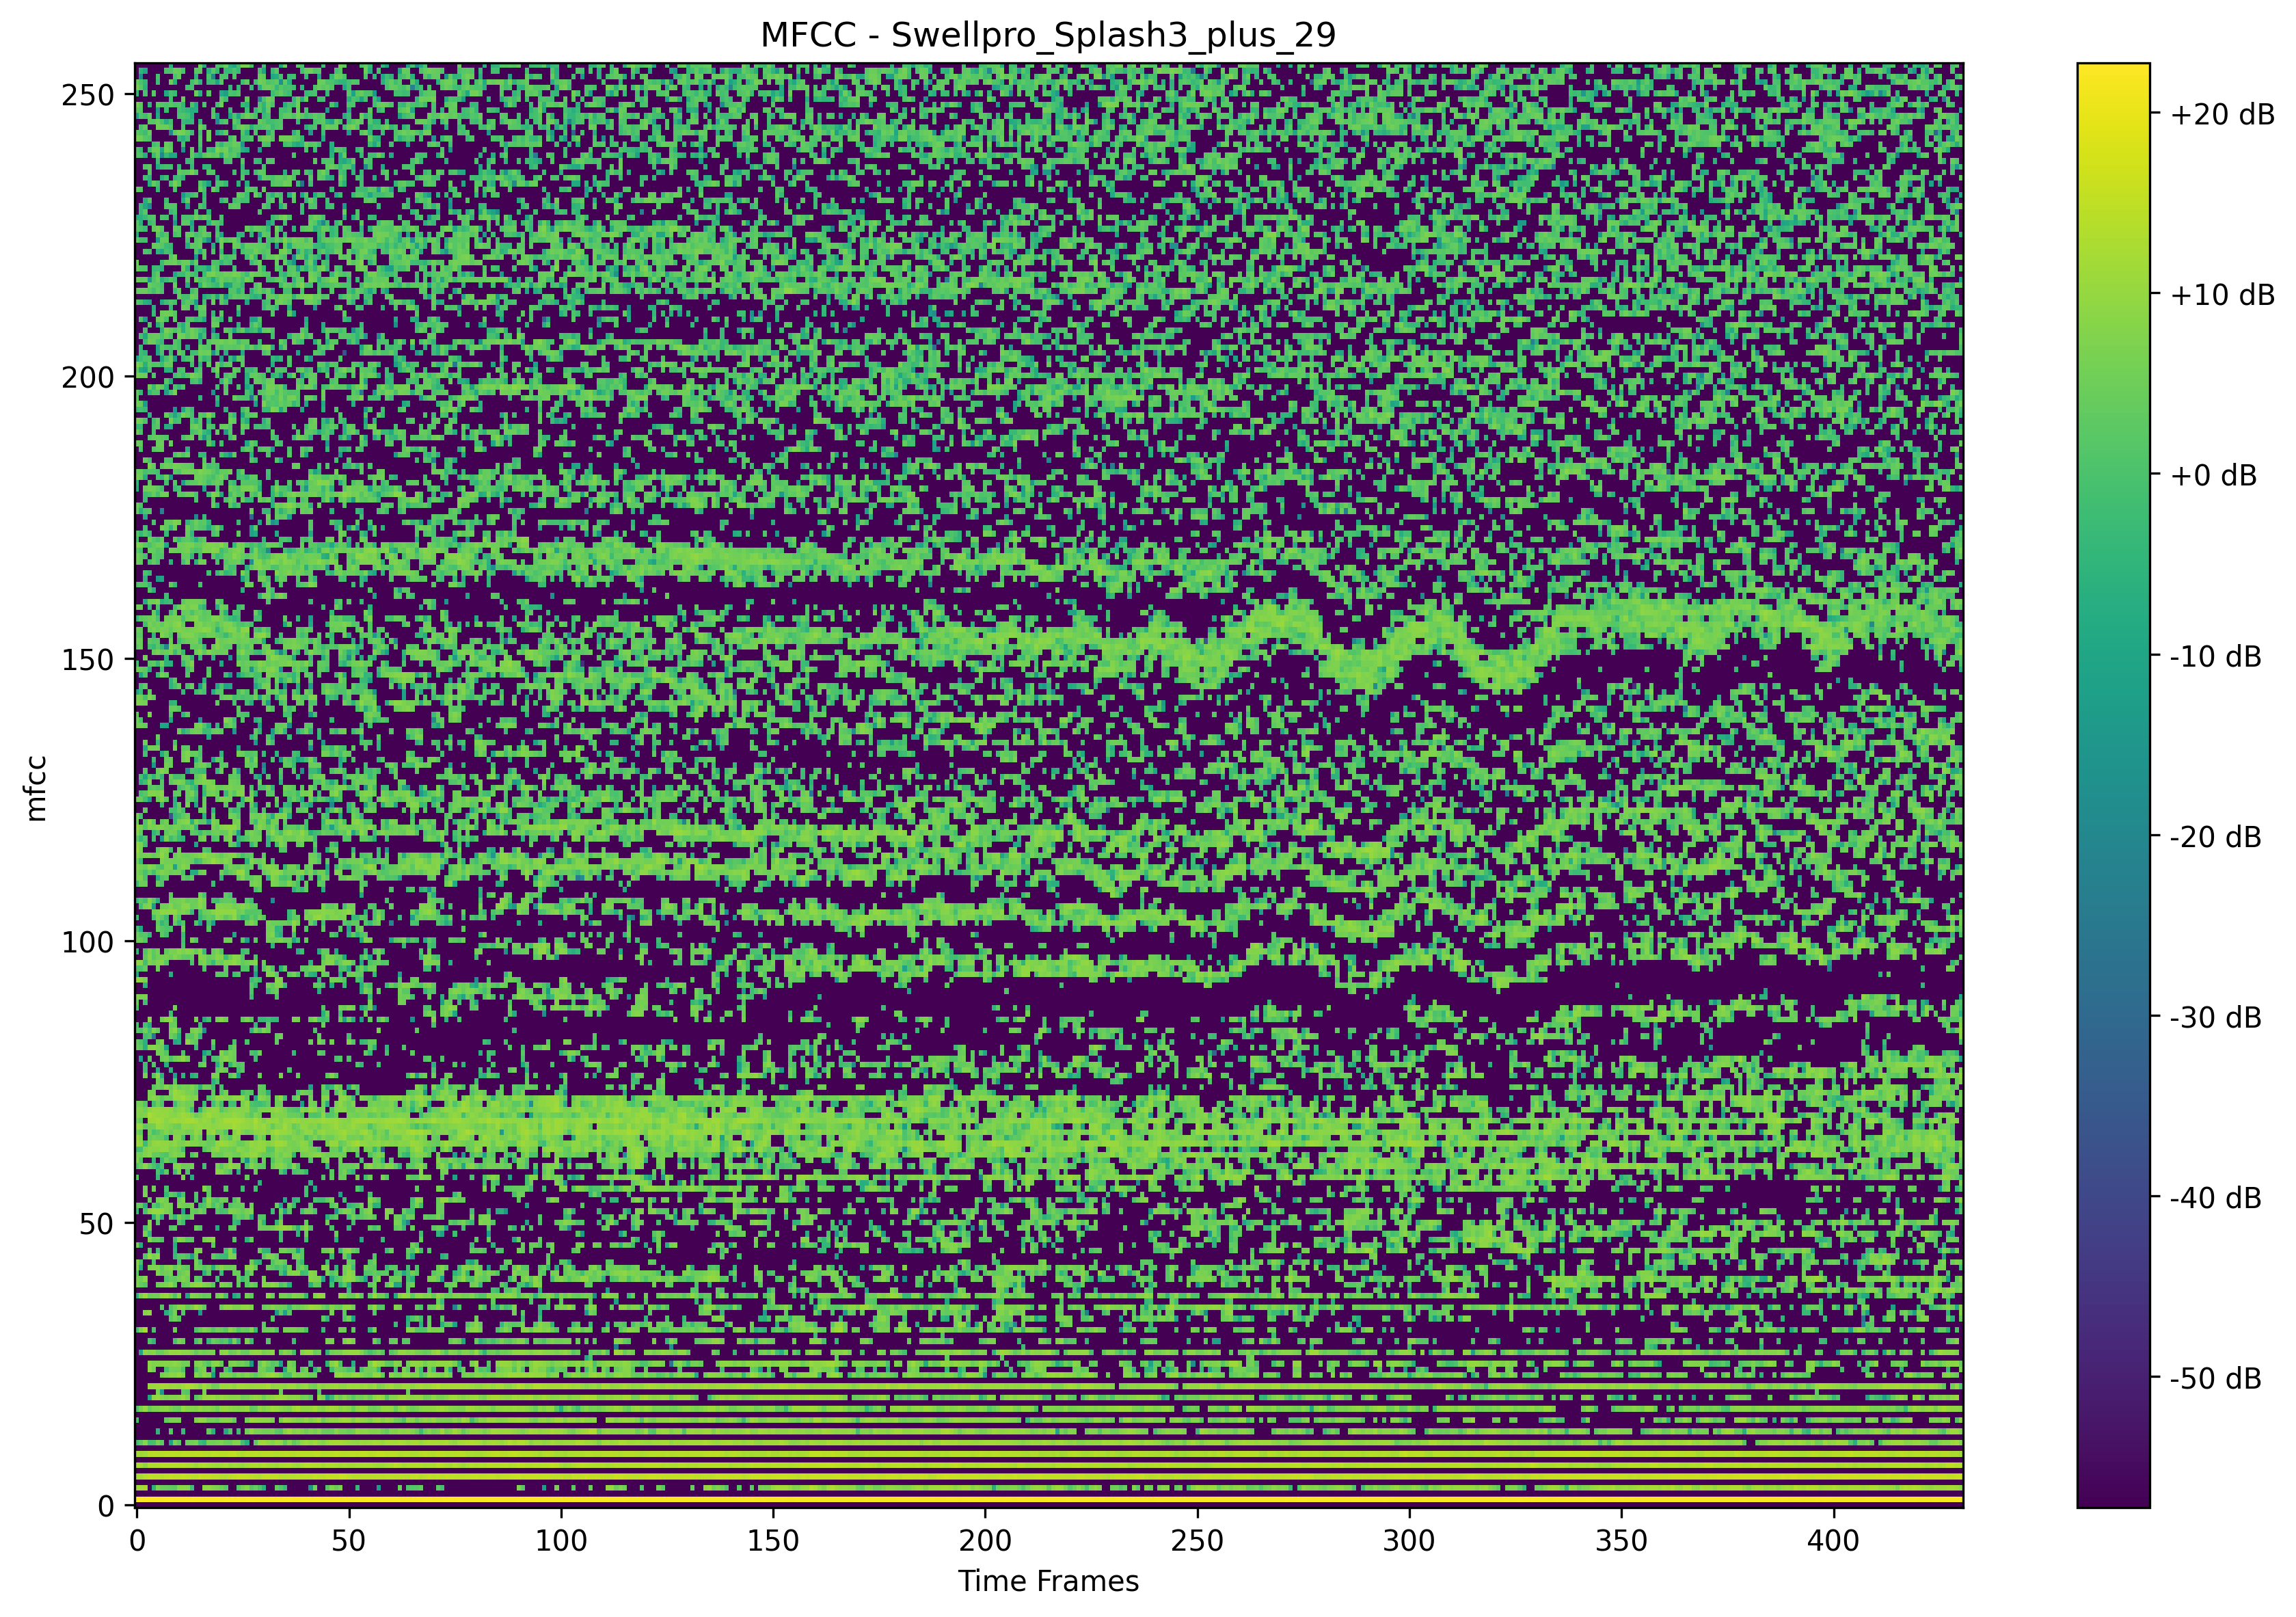 MFCC - Swellpro_Splash3_plus_29
250
200
150
100
50
0
mfcc
0 50 100 150 200 250 300 350 400
Time Frames
+20 dB
+10 dB
+0 dB
-10 dB
-20 dB
-30 dB
-40 dB
-50 dB